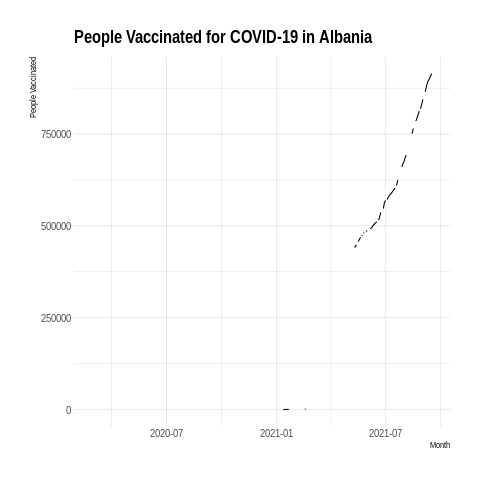 People Vaccinated for COVID-19 in Albania
People Vaccinated
750000
500000
250000
0
2020-07 2021-01 2021-07
Month